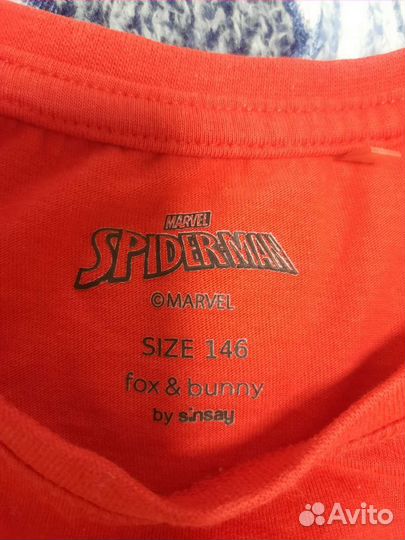 MARVEL
SPIDER-MAN
©MARVEL
SIZE 146
fox & bunny
by sinsay
Avito